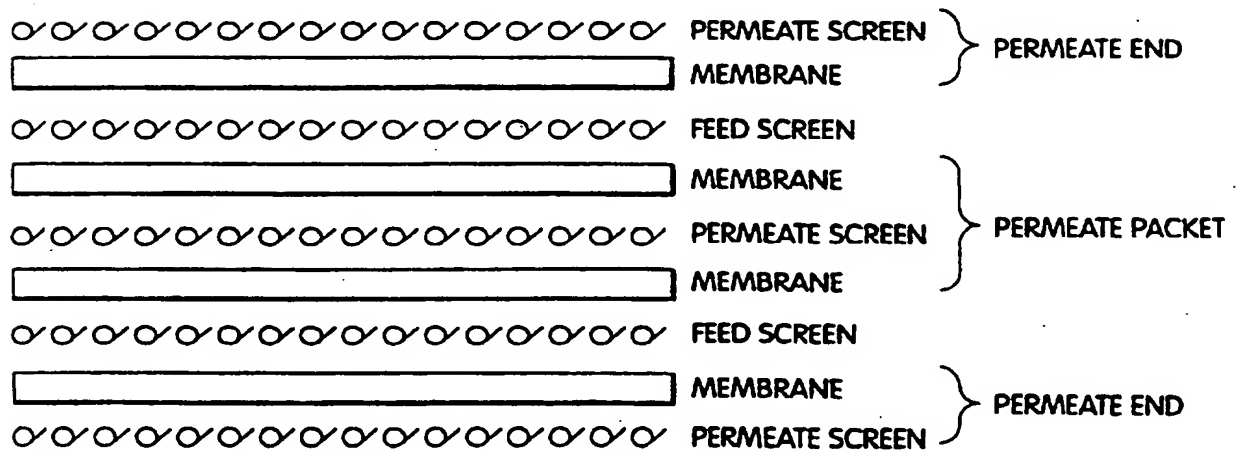 PERMEATE SCREEN
PERMEATE END
MEMBRANE
FEED SCREEN
MEMBRANE
PERMEATE SCREEN
PERMEATE PACKET
MEMBRANE
FEED SCREEN
MEMBRANE
PERMEATE END
PERMEATE SCREEN